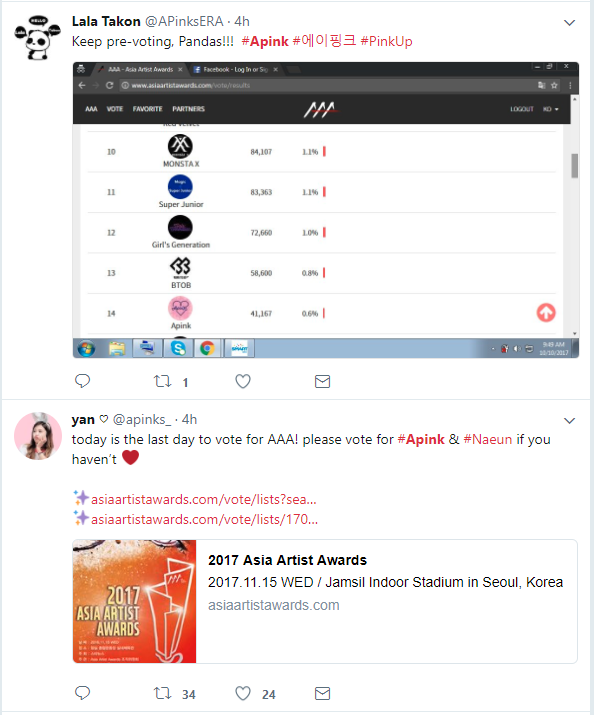 Lala Takon @APinksERA · 4h
Keep pre-voting, Pandas!!! #Apink #에이핑크 #PinkUp
AAA - Asia Artist Awards
Facebook - Log In or Sig
www.asiaartistawards.com/vote/results
AAA VOTE FAVORITE PARTNERS
LOGOUT KO
Red Velvet
10 MONSTA X 84,107 1.1%
11 Super Junior 83,363 1.1%
12 Girl's Generation 72,660 1.0%
13 BTOB 58,600 0.8%
14 Apink 41,167 0.6%
9:49 AM
10/10/2017
1
yan ♡ @apinks_ · 4h
today is the last day to vote for AAA! please vote for #Apink & #Naeun if you
haven't ❤
✨asiaartistawards.com/vote/lists?sea...
✨asiaartistawards.com/vote/lists/170...
2017
ASIA ARTIST
AWARDS
2017 Asia Artist Awards
2017.11.15 WED / Jamsil Indoor Stadium in Seoul, Korea
asiaartistawards.com
34 24